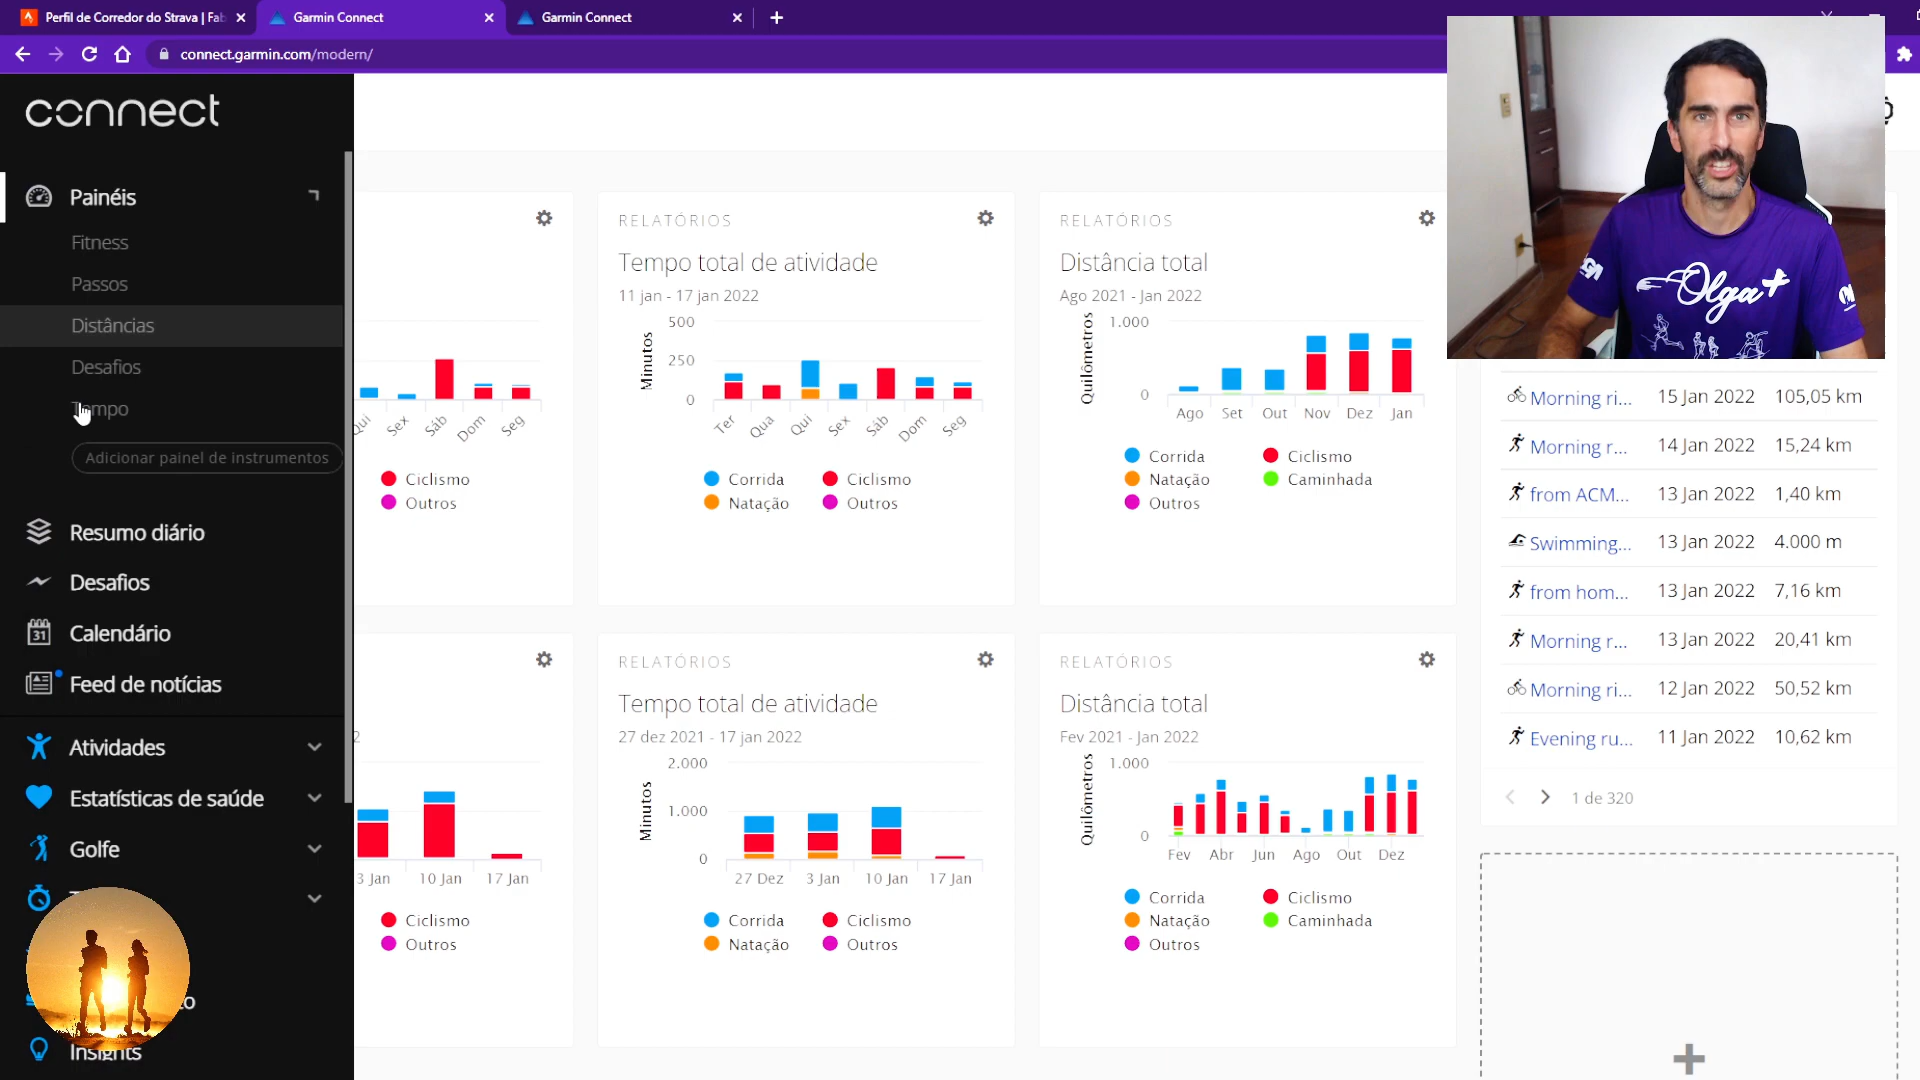 Perfil de Corredor do Strava | Fab
Garmin Connect
Garmin Connect
connect.garmin.com/modern/
connect
Painéis
Fitness
Passos
Distâncias
Desafios
Tempo
Adicionar painel de instrumentos
Resumo diário
Desafios
31
Calendário
Feed de notícias
Atividades
Estatísticas de saúde
Golfe
Insights
Qui Sex Sáb Dom Seg
Ciclismo
Outros
RELATÓRIOS
Tempo total de atividade
11 jan - 17 jan 2022
Minutos
500
250
0
Ter Qua Qui Sex Sáb Dom Seg
Corrida Ciclismo
Natação Outros
RELATÓRIOS
Distância total
Ago 2021 - Jan 2022
Quilômetros
1.000
0
Ago Set Out Nov Dez Jan
Corrida Ciclismo
Natação Caminhada
Outros
Olga+
Morning ri... 15 Jan 2022 105,05 km
Morning r... 14 Jan 2022 15,24 km
from ACM... 13 Jan 2022 1,40 km
Swimming... 13 Jan 2022 4.000 m
from hom... 13 Jan 2022 7,16 km
Morning r... 13 Jan 2022 20,41 km
Morning ri... 12 Jan 2022 50,52 km
Evening ru... 11 Jan 2022 10,62 km
1 de 320
2
3 Jan 10 Jan 17 Jan
Ciclismo
Outros
RELATÓRIOS
Tempo total de atividade
27 dez 2021 - 17 jan 2022
Minutos
2.000
1.000
0
27 Dez 3 Jan 10 Jan 17 Jan
Corrida Ciclismo
Natação Outros
RELATÓRIOS
Distância total
Fev 2021 - Jan 2022
Quilômetros
1.000
0
Fev Abr Jun Ago Out Dez
Corrida Ciclismo
Natação Caminhada
Outros